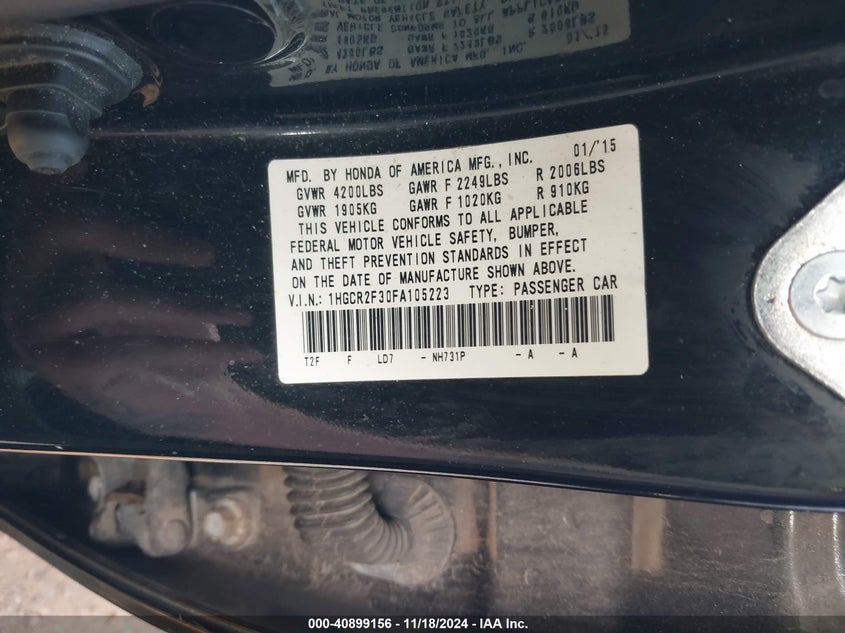 MFD. BY HONDA OF AMERICA MFG., INC. 01/'15
GVWR 4200LBS GAWR F 2249LBS R 2006LBS
GVWR 1905KG GAWR F 1020KG R 910KG
THIS VEHICLE CONFORMS TO ALL APPLICABLE
FEDERAL MOTOR VEHICLE SAFETY, BUMPER,
AND THEFT PREVENTION STANDARDS IN EFFECT
ON THE DATE OF MANUFACTURE SHOWN ABOVE.
V.I.N.: 1HGCR2F30FA105223 TYPE: PASSENGER CAR
T2F F LD7 - NH731P - A - A
000-40899156 - 11/18/2024 - IAA Inc.